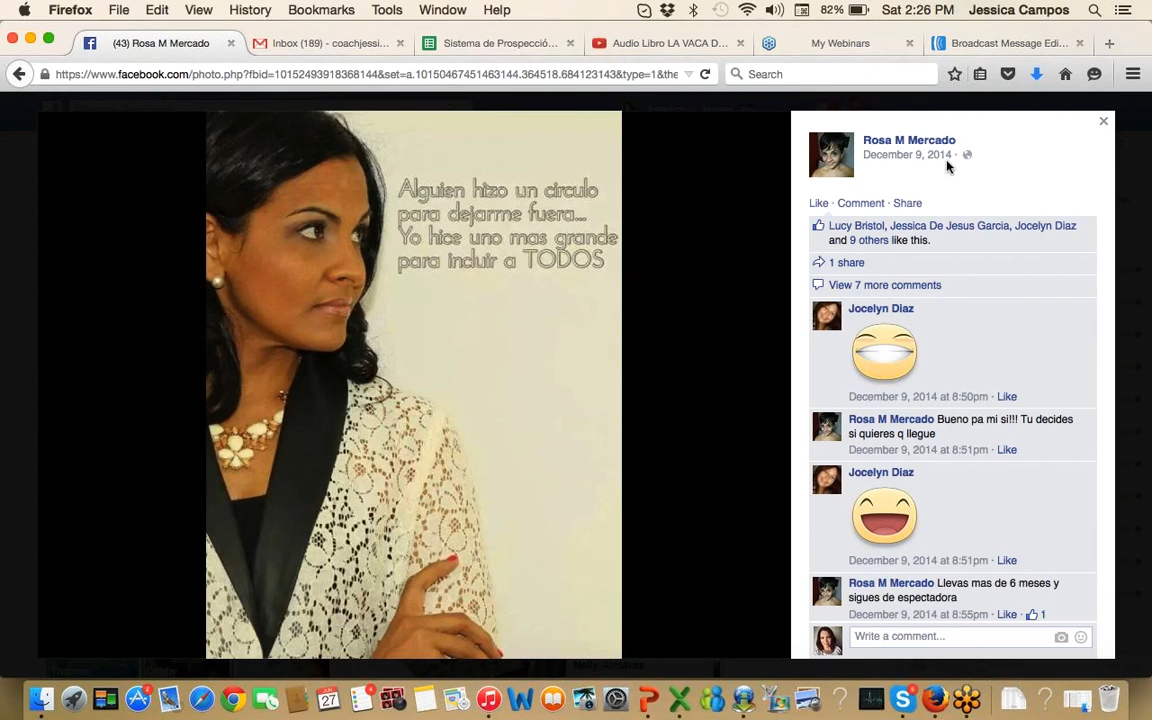 Firefox File Edit View History Bookmarks Tools Window Help 82% Sat 2:26 PM Jessica Campos
(43) Rosa M Mercado
Inbox (189) - coachjessi...
Sistema de Prospecció...
Audio Libro LA VACA D...
My Webinars
Broadcast Message Edi...
https://www.facebook.com/photo.php?fbid=10152493918368144&set=a.10150467451463144.364518.684123143&type=1&the
Search
Alguien hizo un circulo
para dejarme fuera...
Yo hice uno mas grande
para incluir a TODOS
Rosa M Mercado
December 9, 2014 ·
Like · Comment · Share
Lucy Bristol, Jessica De Jesus Garcia, Jocelyn Diaz
and 9 others like this.
1 share
View 7 more comments
Jocelyn Diaz
December 9, 2014 at 8:50pm · Like
Rosa M Mercado Bueno pa mi si!!! Tu decides
si quieres q llegue
December 9, 2014 at 8:51pm · Like
Jocelyn Diaz
December 9, 2014 at 8:51pm · Like
Rosa M Mercado Llevas mas de 6 meses y
sigues de espectadora
December 9, 2014 at 8:55pm · Like · 1
Write a comment...